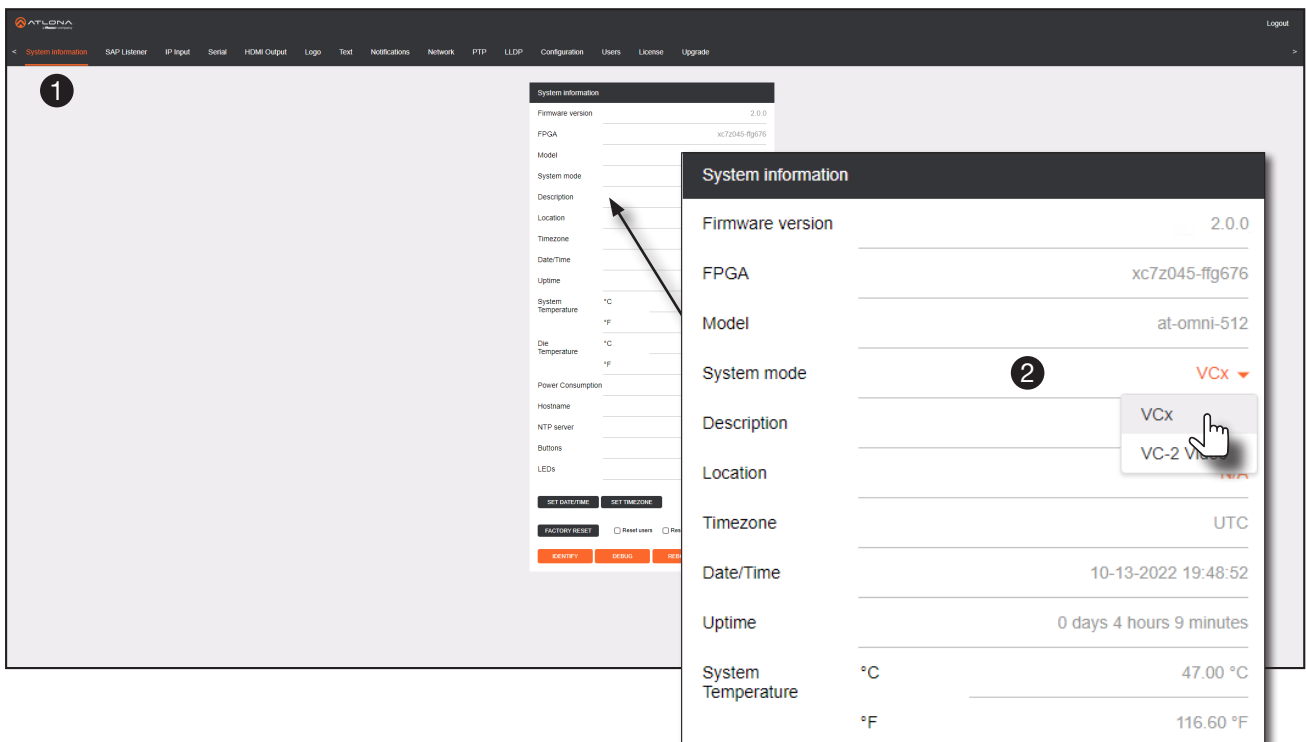 ATLONA
Logout
< System information SAP Listener IP Input Serial HDMI Output Logo Text Notifications Network PTP LLDP Configuration Users License Upgrade >
1
System information
Firmware version 2.0.0
FPGA xc7z045-ffg676
Model
System mode
Description
Location
Timezone
Date/Time
Uptime
System °C
Temperature
°F
Die °C
Temperature
°F
Power Consumption
Hostname
NTP server
Buttons
LEDs
SET DATE/TIME SET TIMEZONE
FACTORY RESET Reset users
IDENTIFY DEBUG
System information
Firmware version 2.0.0
FPGA xc7z045-ffg676
Model at-omni-512
System mode 2 VCx
VCx
Description
VC-2 Video
Location N/A
Timezone UTC
Date/Time 10-13-2022 19:48:52
Uptime 0 days 4 hours 9 minutes
System °C 47.00 °C
Temperature
°F 116.60 °F